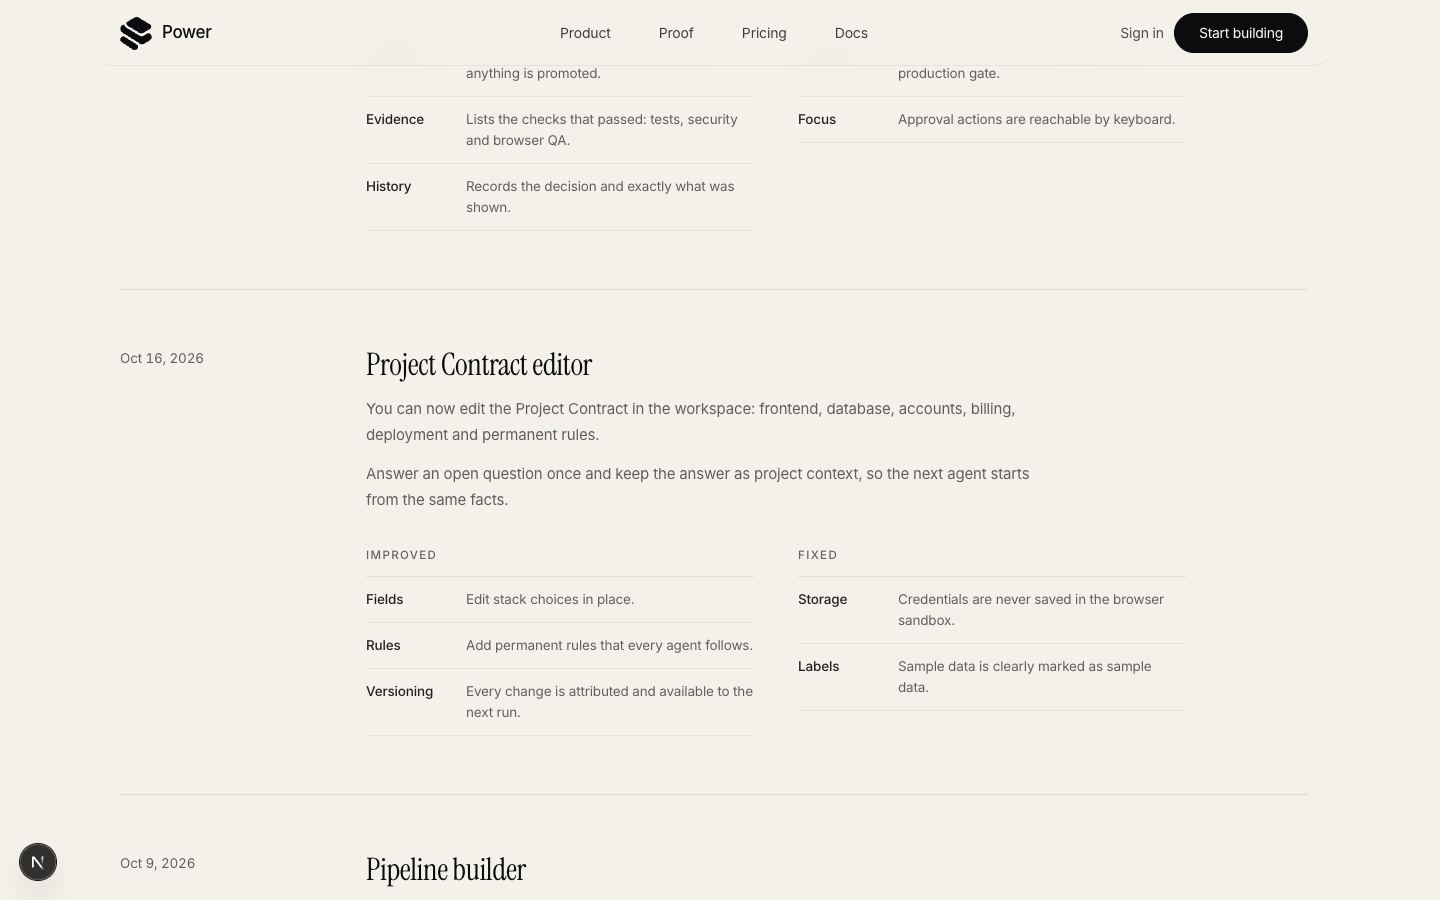 Power
Product
Proof
Pricing
Docs
Sign in
Start building
anything is promoted.
Evidence
Lists the checks that passed: tests, security
and browser QA.
History
Records the decision and exactly what was
shown.
production gate.
Focus
Approval actions are reachable by keyboard.
Oct 16, 2026
Project Contract editor
You can now edit the Project Contract in the workspace: frontend, database, accounts, billing,
deployment and permanent rules.
Answer an open question once and keep the answer as project context, so the next agent starts
from the same facts.
IMPROVED
Fields
Edit stack choices in place.
Rules
Add permanent rules that every agent follows.
Versioning
Every change is attributed and available to the
next run.
FIXED
Storage
Credentials are never saved in the browser
sandbox.
Labels
Sample data is clearly marked as sample
data.
Oct 9, 2026
Pipeline builder
N